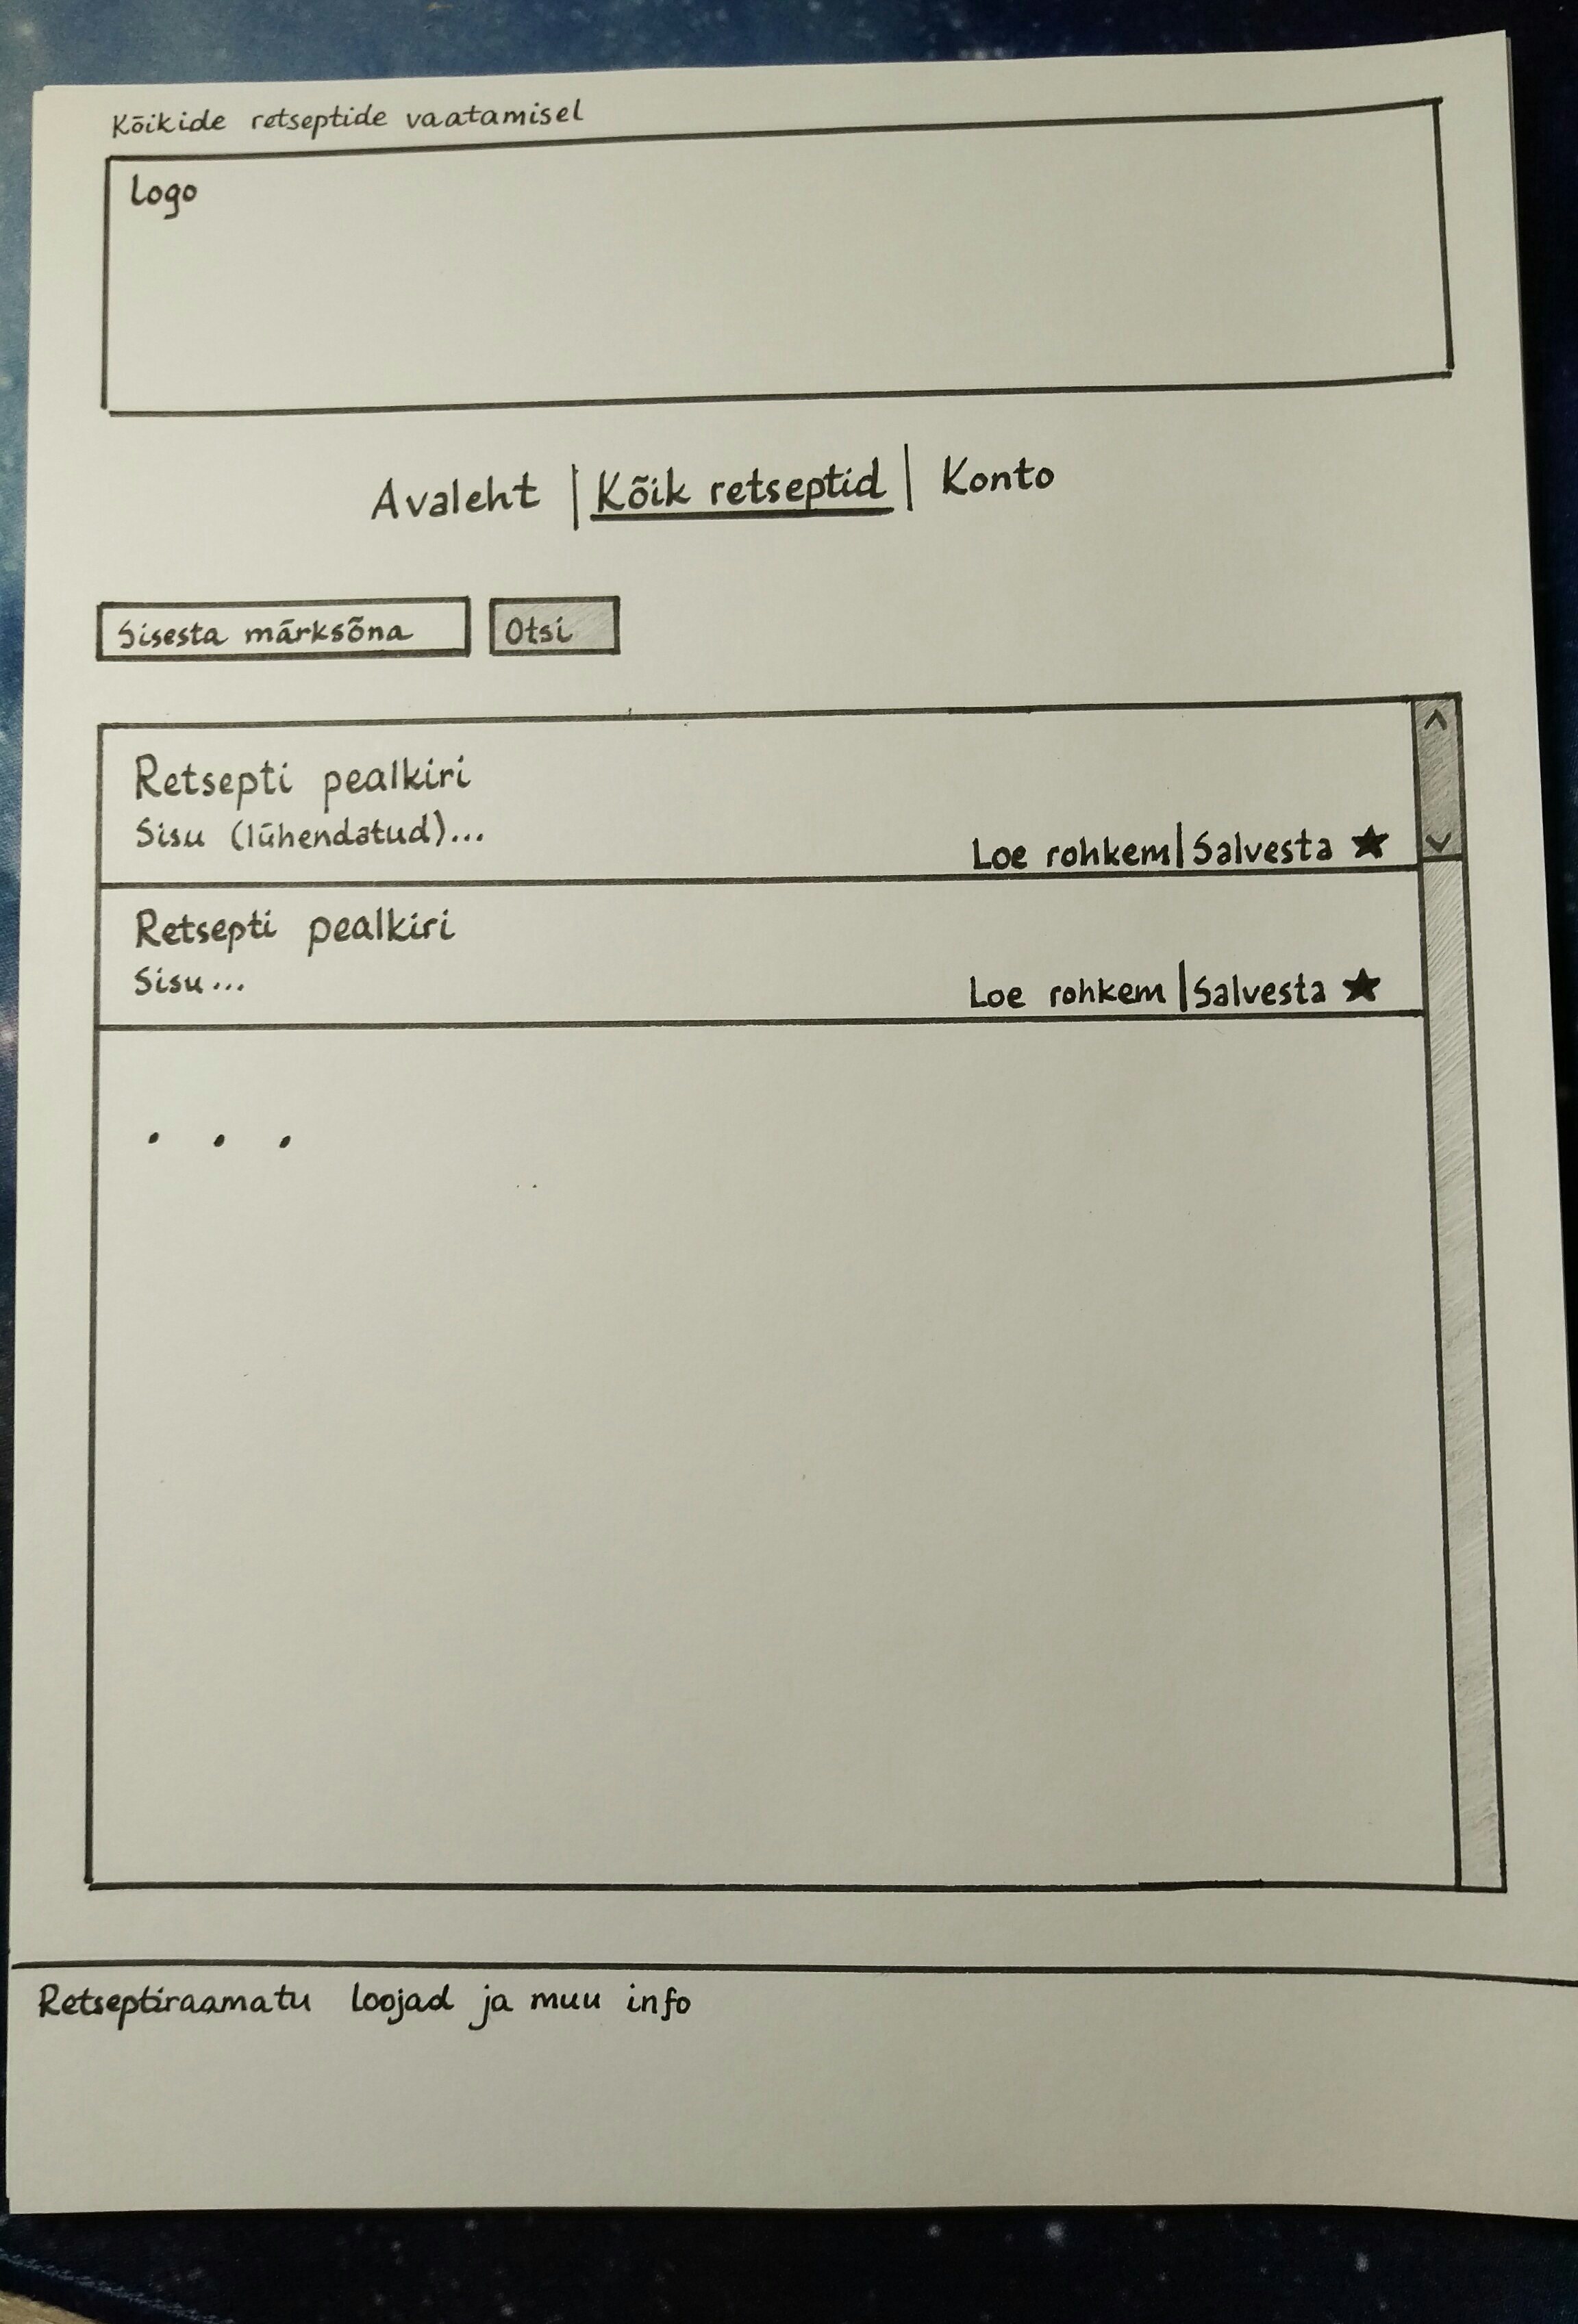 Kõikide retseptide vaatamisel
Logo
Avaleht | Kõik retseptid | Konto
Sisesta märksõna
Otsi
Retsepti pealkiri
Sisu (lühendatud)...
Loe rohkem | Salvesta ★
Retsepti pealkiri
Sisu...
Loe rohkem | Salvesta ★
. . .
Retseptiraamatu loojad ja muu info